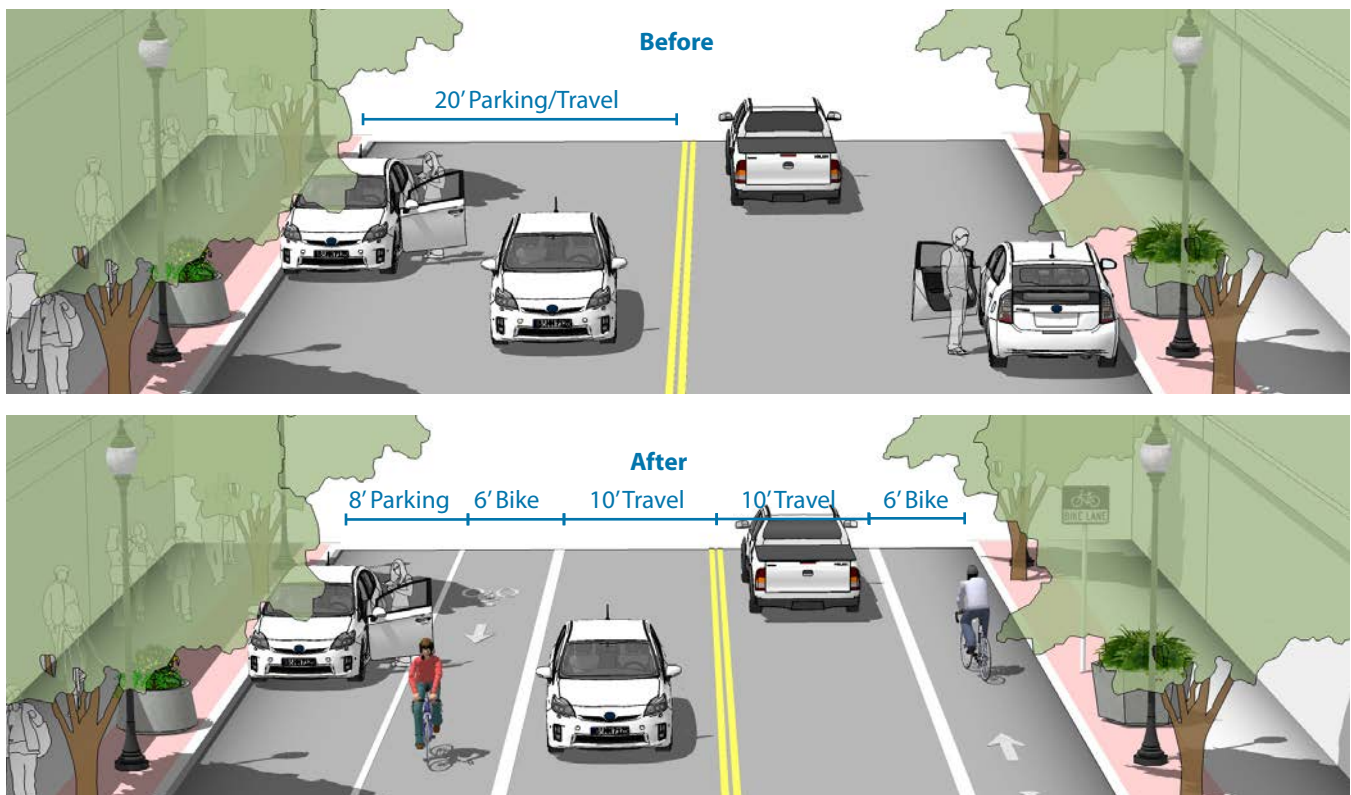 Before
20' Parking/Travel
After
8' Parking
6' Bike
10' Travel
10' Travel
6' Bike
BIKE LANE